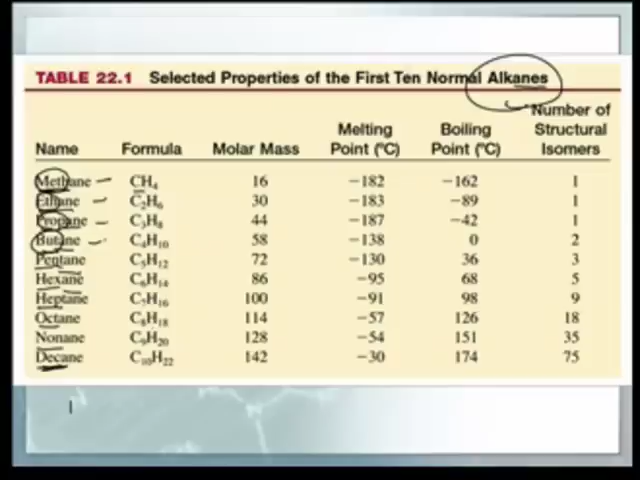 TABLE 22.1 Selected Properties of the First Ten Normal Alkanes
Name Formula Molar Mass Melting Point (°C) Boiling Point (°C) Number of Structural Isomers
Methane CH₄ 16 −182 −162 1
Ethane C₂H₆ 30 −183 −89 1
Propane C₃H₈ 44 −187 −42 1
Butane C₄H₁₀ 58 −138 0 2
Pentane C₅H₁₂ 72 −130 36 3
Hexane C₆H₁₄ 86 −95 68 5
Heptane C₇H₁₆ 100 −91 98 9
Octane C₈H₁₈ 114 −57 126 18
Nonane C₉H₂₀ 128 −54 151 35
Decane C₁₀H₂₂ 142 −30 174 75